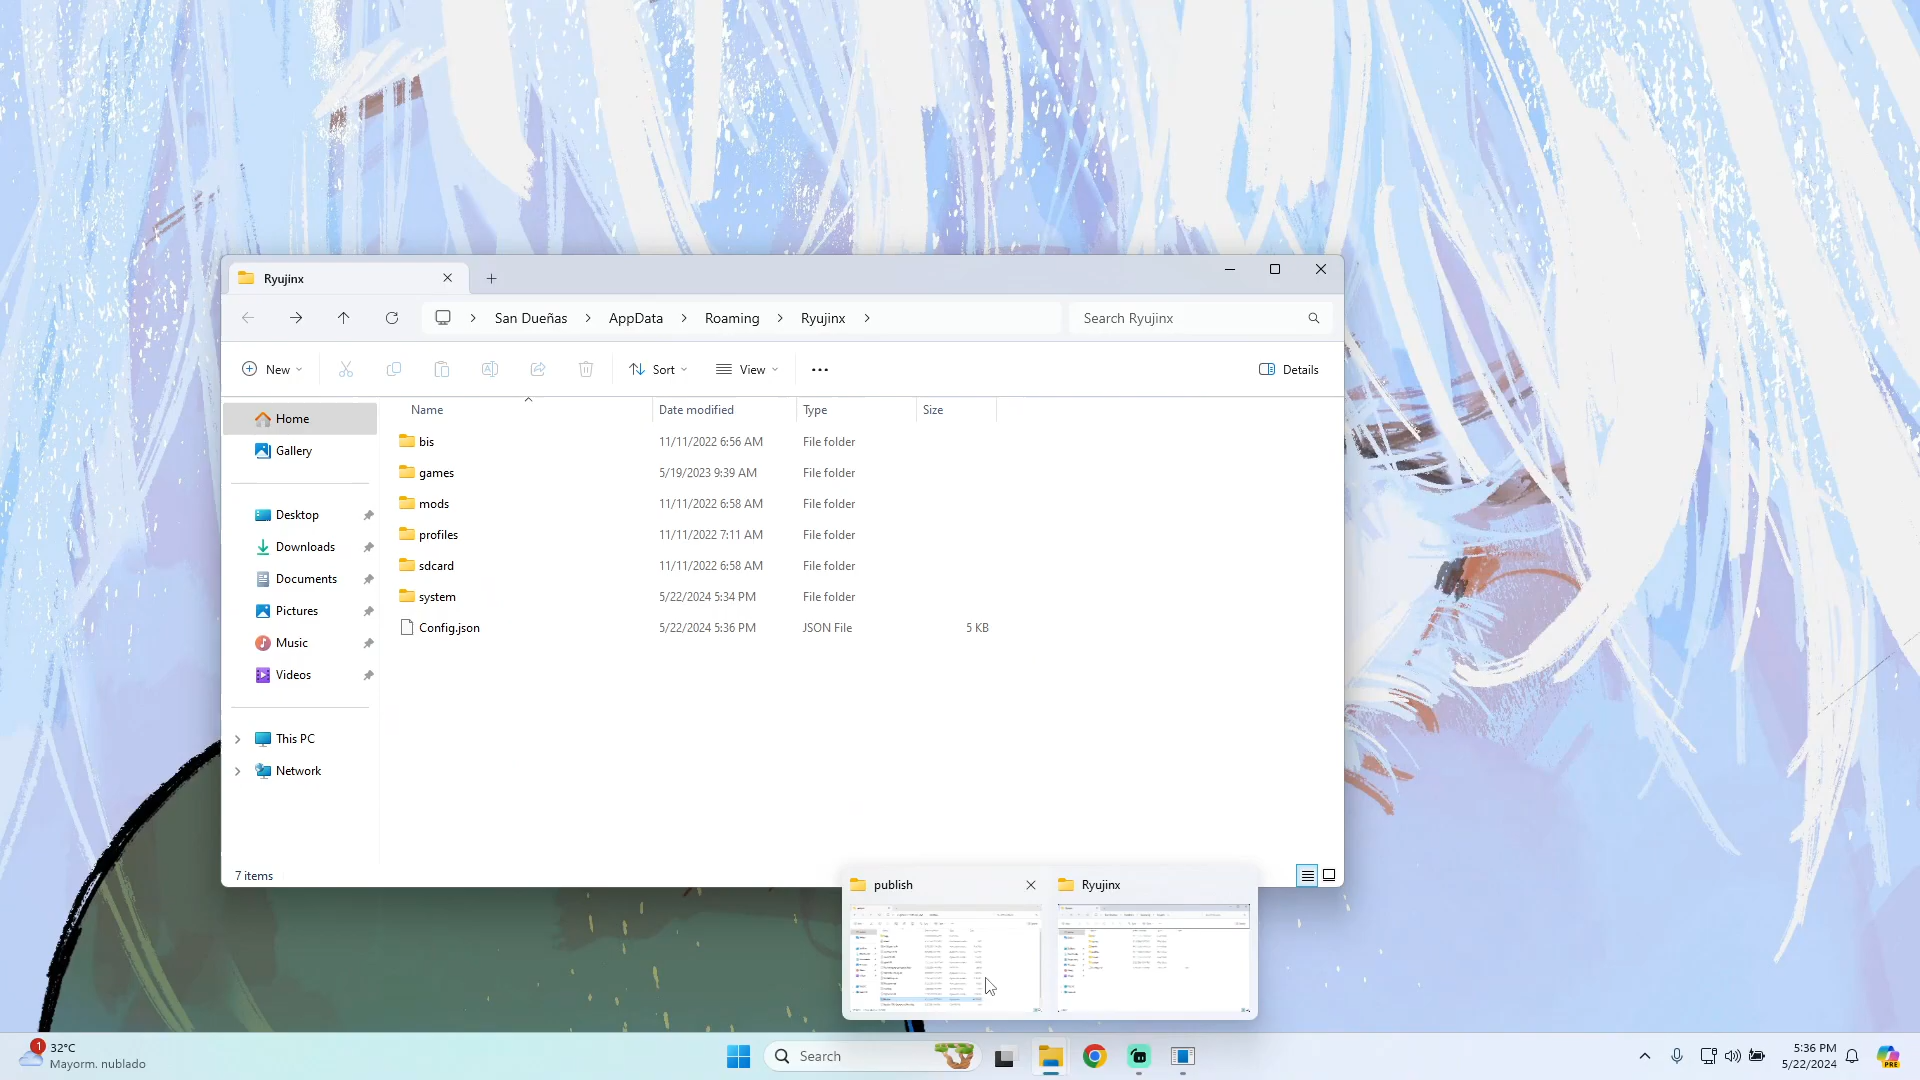 Ryujinx
San Dueñas AppData Roaming Ryujinx
Search Ryujinx
New Sort View Details
Name Date modified Type Size
Home
Gallery
Desktop
Downloads
Documents
Pictures
Music
Videos
This PC
Network
bis 11/11/2022 6:56 AM File folder
games 5/19/2023 9:39 AM File folder
mods 11/11/2022 6:58 AM File folder
profiles 11/11/2022 7:11 AM File folder
sdcard 11/11/2022 6:58 AM File folder
system 5/22/2024 5:34 PM File folder
Config.json 5/22/2024 5:36 PM JSON File 5 KB
7 items
publish
Ryujinx
1
32°C
Mayorm. nublado
Search
5:36 PM
5/22/2024
PRE